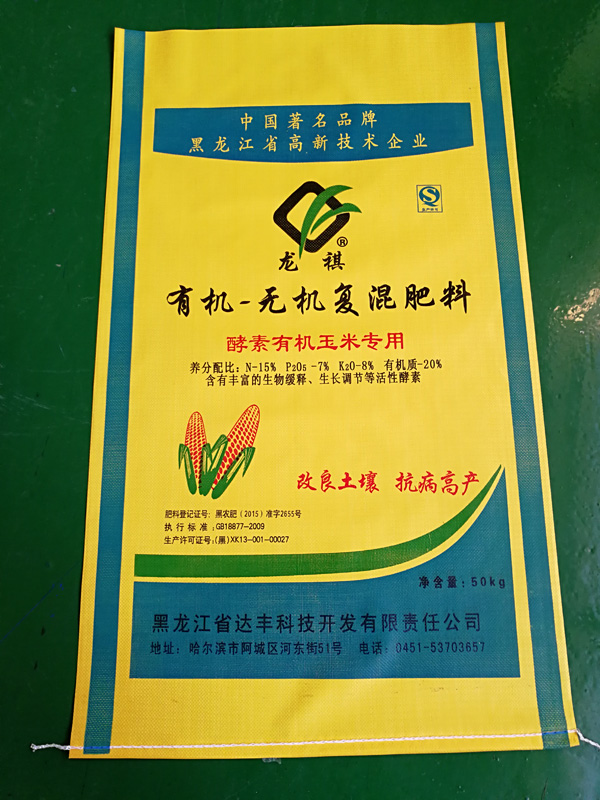 中国著名品牌
黑龙江省高新技术企业
龙祺®
有机-无机复混肥料
酵素有机玉米专用
养分配比：N-15% P2O5 -7% K2O-8% 有机质-20%
含有丰富的生物缓释、生长调节等活性酵素
改良土壤 抗病高产
肥料登记证号：黑农肥（2015）准字2655号
执行标准：GB18877-2009
生产许可证号：(黑)XK13-001-00027
净含量：50kg
黑龙江省达丰科技开发有限责任公司
地址：哈尔滨市阿城区河东街51号 电话：0451-53703657